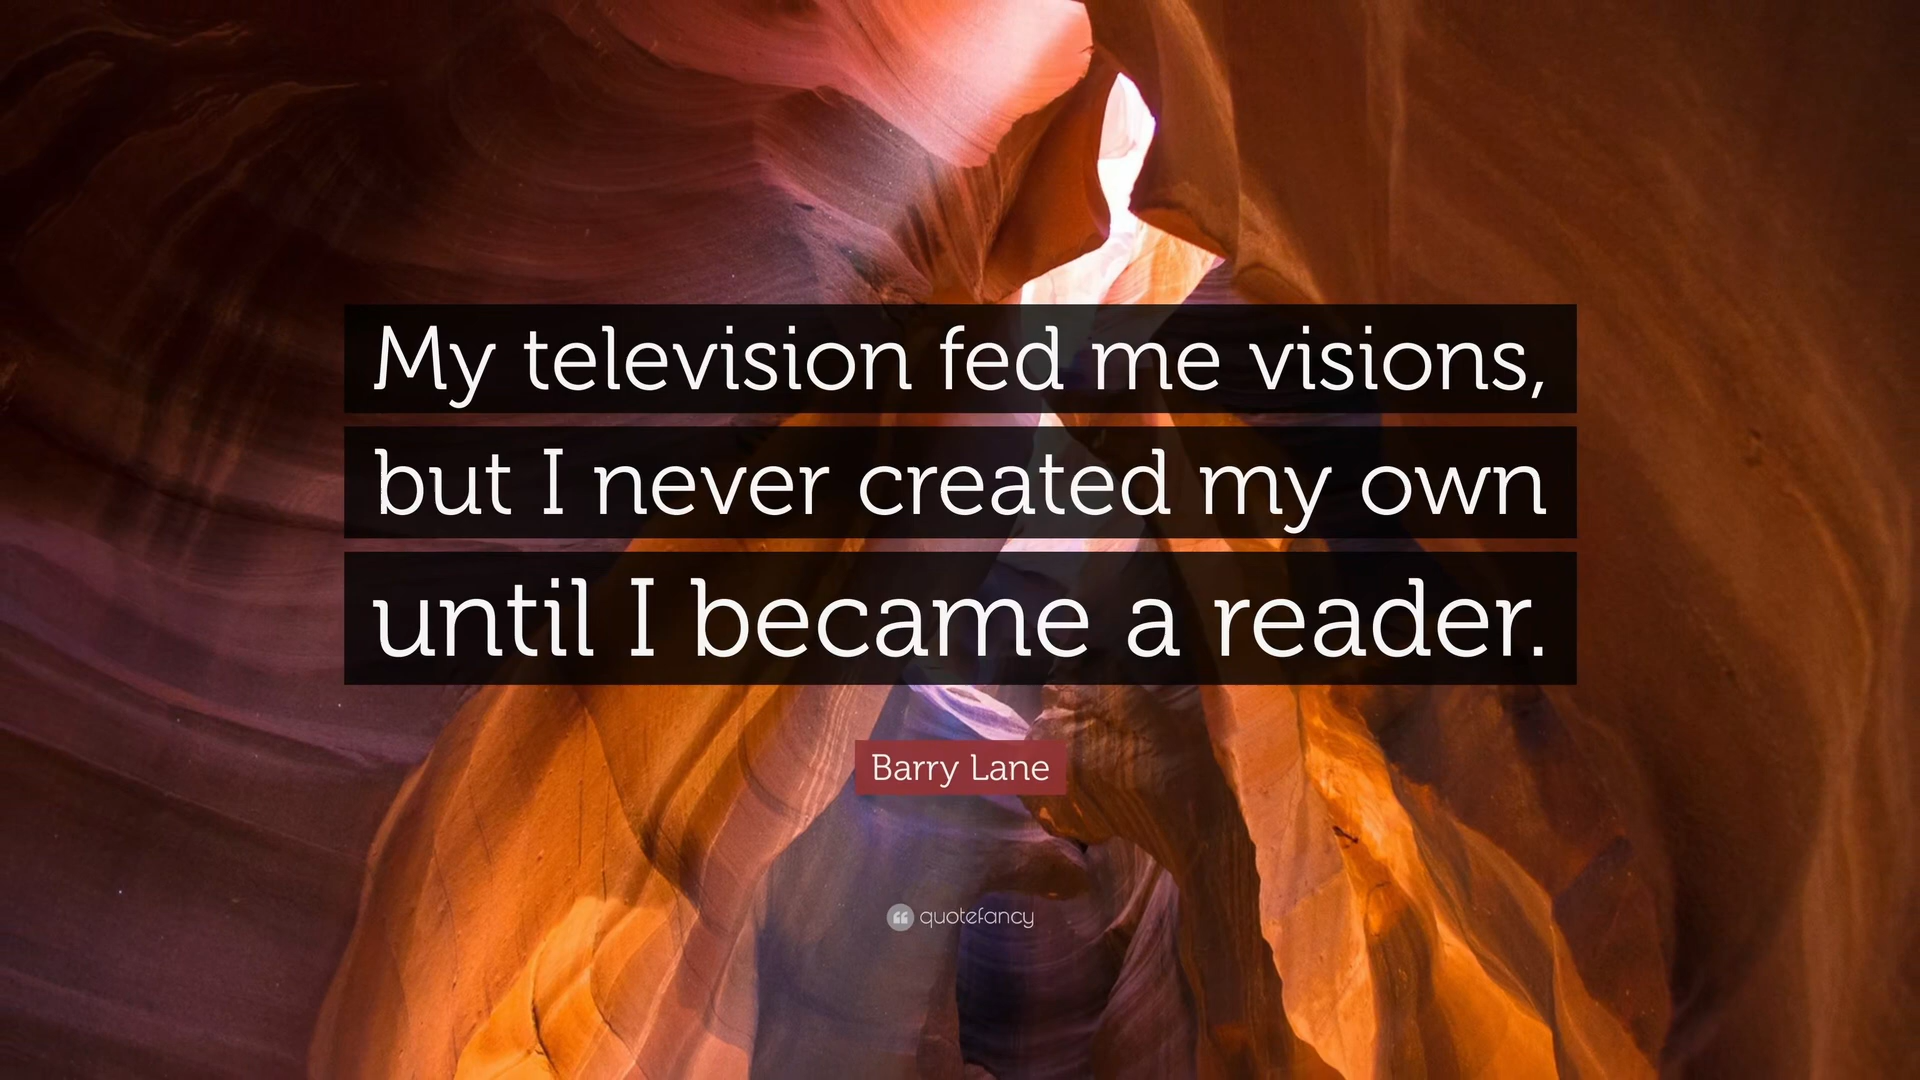 My television fed me visions,
but I never created my own
until I became a reader.
Barry Lane
quotefancy